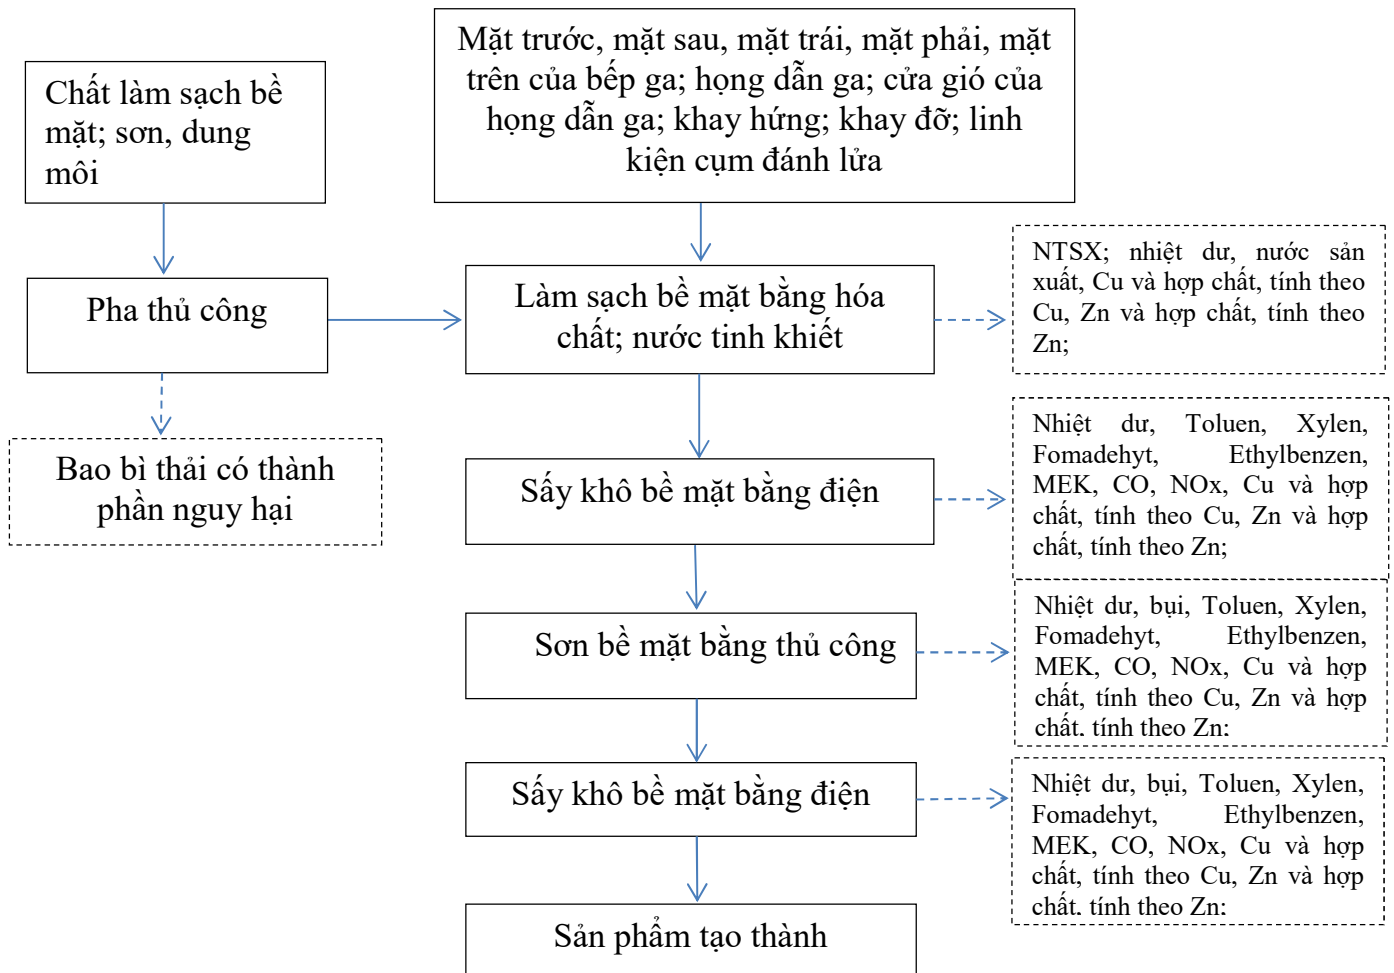 Mặt trước, mặt sau, mặt trái, mặt phải, mặt
trên của bếp ga; họng dẫn ga; cửa gió của
họng dẫn ga; khay hứng; khay đỡ; linh
kiện cụm đánh lửa
Chất làm sạch bề
mặt; sơn, dung
môi
Pha thủ công
Làm sạch bề mặt bằng hóa
chất; nước tinh khiết
NTSX; nhiệt dư, nước sản
xuất, Cu và hợp chất, tính theo
Cu, Zn và hợp chất, tính theo
Zn;
Bao bì thải có thành
phần nguy hại
Sấy khô bề mặt bằng điện
Nhiệt dư, Toluen, Xylen,
Fomadehyt, Ethylbenzen,
MEK, CO, NOx, Cu và hợp
chất, tính theo Cu, Zn và hợp
chất, tính theo Zn;
Sơn bề mặt bằng thủ công
Nhiệt dư, bụi, Toluen, Xylen,
Fomadehyt, Ethylbenzen,
MEK, CO, NOx, Cu và hợp
chất, tính theo Cu, Zn và hợp
chất, tính theo Zn;
Sấy khô bề mặt bằng điện
Nhiệt dư, bụi, Toluen, Xylen,
Fomadehyt, Ethylbenzen,
MEK, CO, NOx, Cu và hợp
chất, tính theo Cu, Zn và hợp
chất, tính theo Zn;
Sản phẩm tạo thành